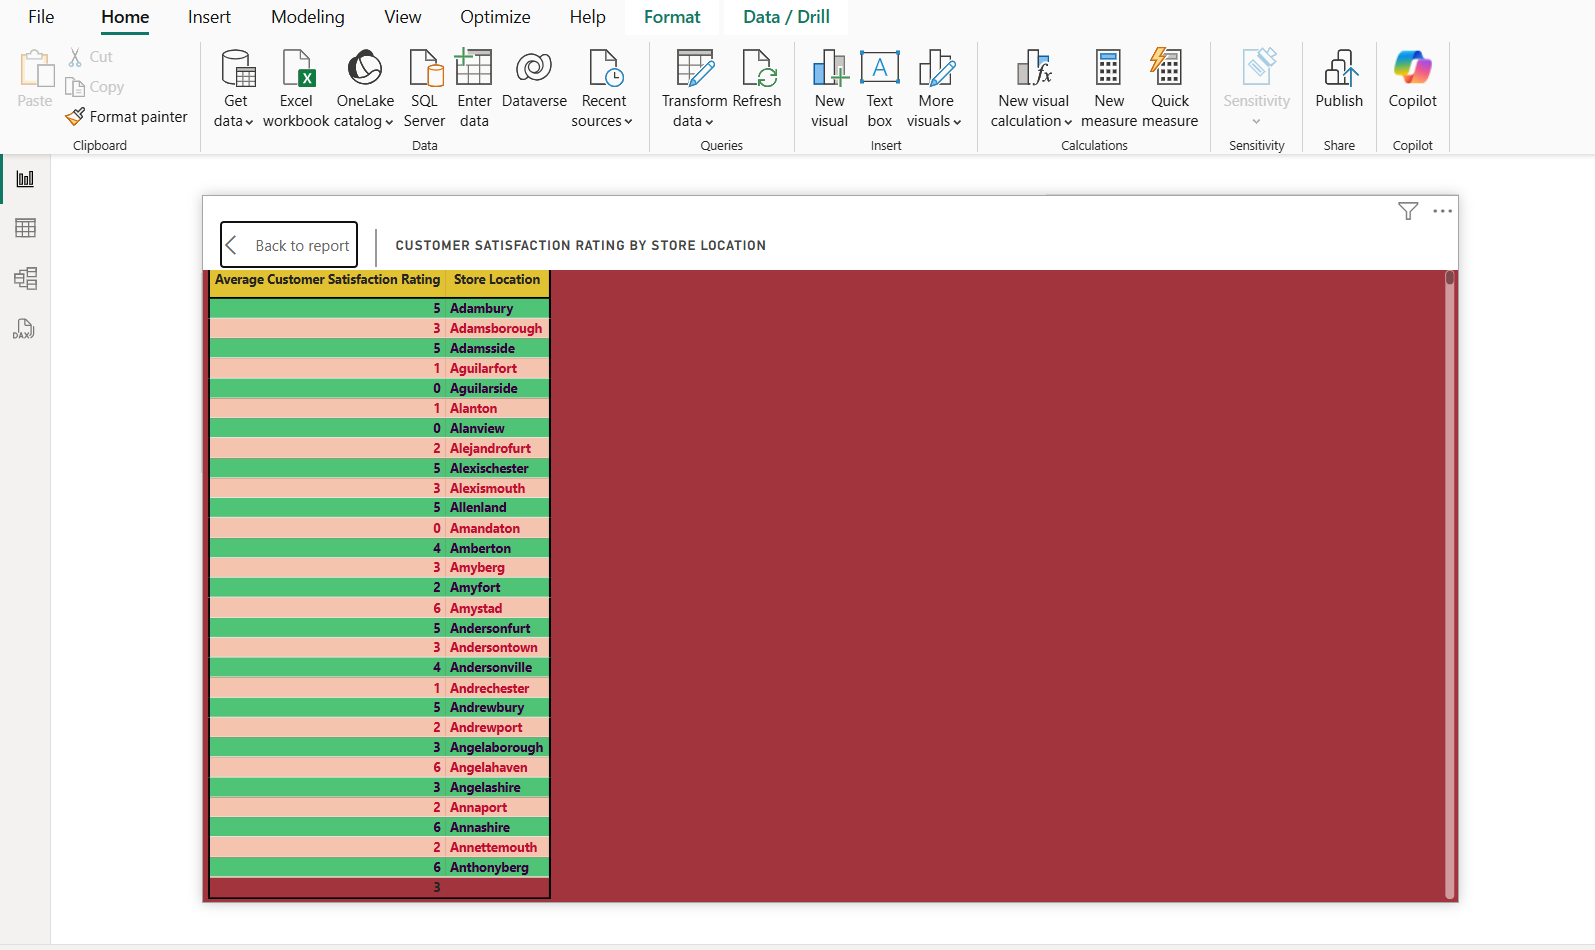 File Home Insert Modeling View Optimize Help Format Data / Drill
Paste
Cut
Copy
Format painter
Clipboard
Get data
Excel workbook
OneLake catalog
SQL Server
Enter data
Dataverse
Recent sources
Data
Transform data
Refresh
Queries
New visual
Text box
More visuals
Insert
New visual calculation
New measure
Quick measure
Calculations
Sensitivity
Sensitivity
Publish
Share
Copilot
Copilot
DAX
Back to report
CUSTOMER SATISFACTION RATING BY STORE LOCATION
Average Customer Satisfaction Rating Store Location
5 Adambury
3 Adamsborough
5 Adamsside
1 Aguilarfort
0 Aguilarside
1 Alanton
0 Alanview
2 Alejandrofurt
5 Alexischester
3 Alexismouth
5 Allenland
0 Amandaton
4 Amberton
3 Amyberg
2 Amyfort
6 Amystad
5 Andersonfurt
3 Andersontown
4 Andersonville
1 Andrechester
5 Andrewbury
2 Andrewport
3 Angelaborough
6 Angelahaven
3 Angelashire
2 Annaport
6 Annashire
2 Annettemouth
6 Anthonyberg
3